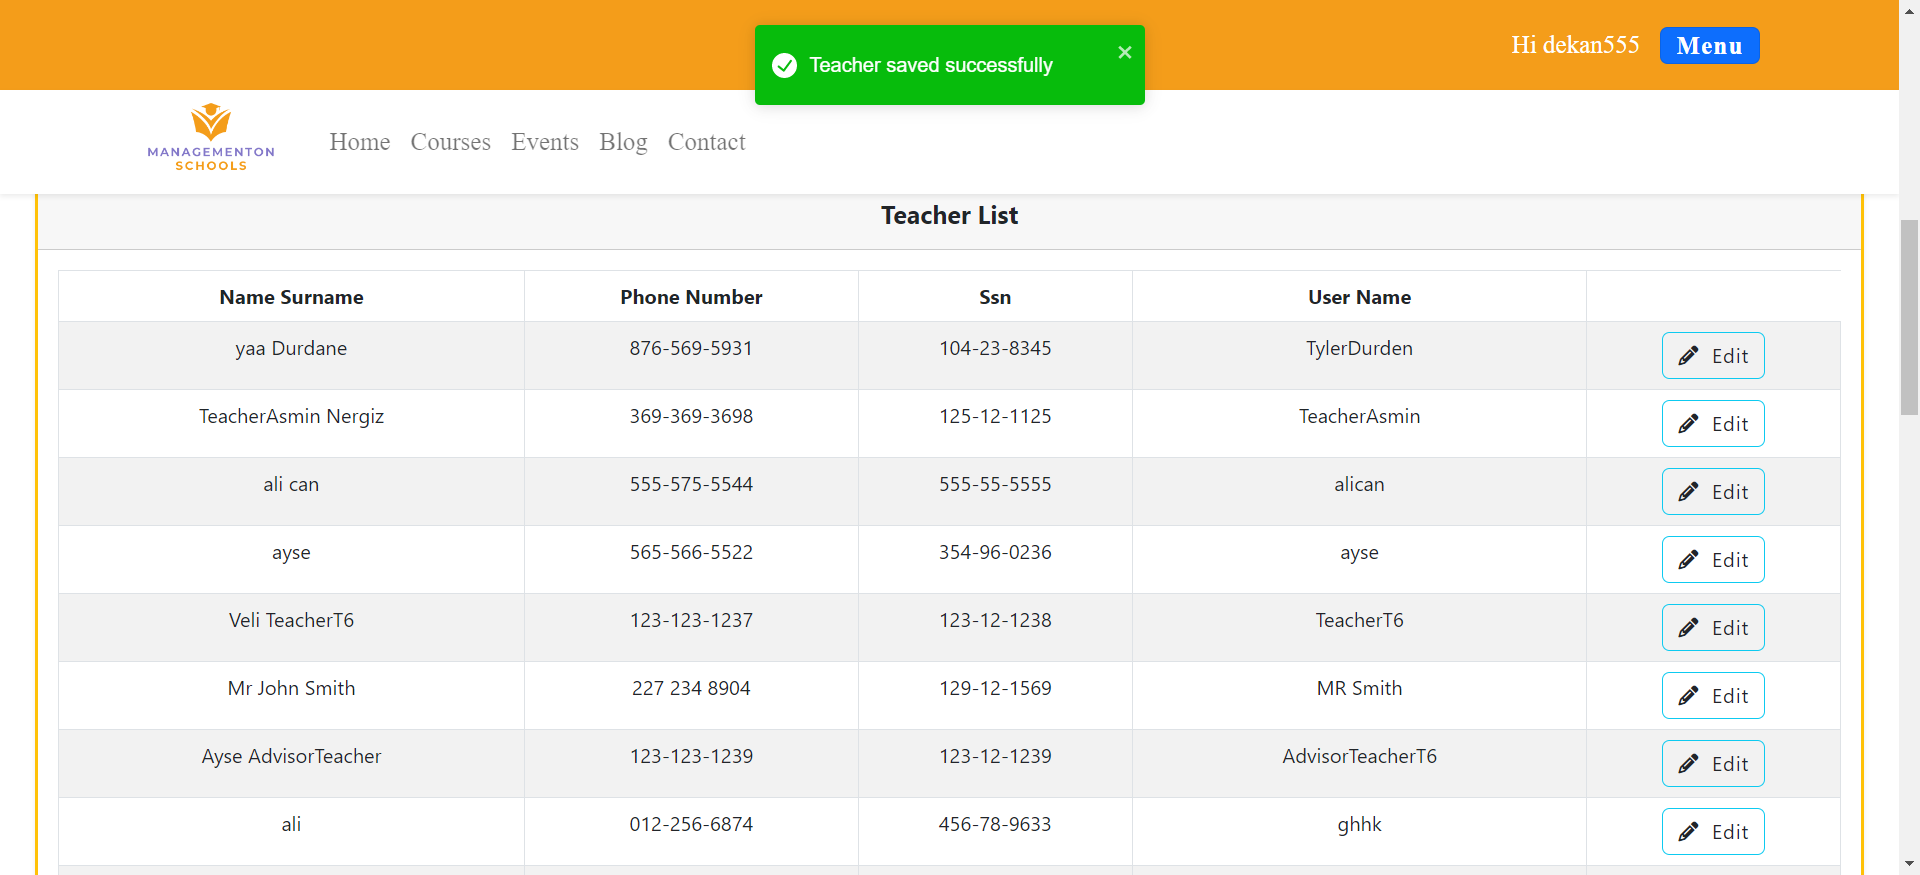 Teacher saved successfully
Hi dekan555 Menu
MANAGEMENTON
SCHOOLS
Home Courses Events Blog Contact
Teacher List
Name Surname Phone Number Ssn User Name
yaa Durdane 876-569-5931 104-23-8345 TylerDurden Edit
TeacherAsmin Nergiz 369-369-3698 125-12-1125 TeacherAsmin Edit
ali can 555-575-5544 555-55-5555 alican Edit
ayse 565-566-5522 354-96-0236 ayse Edit
Veli TeacherT6 123-123-1237 123-12-1238 TeacherT6 Edit
Mr John Smith 227 234 8904 129-12-1569 MR Smith Edit
Ayse AdvisorTeacher 123-123-1239 123-12-1239 AdvisorTeacherT6 Edit
ali 012-256-6874 456-78-9633 ghhk Edit